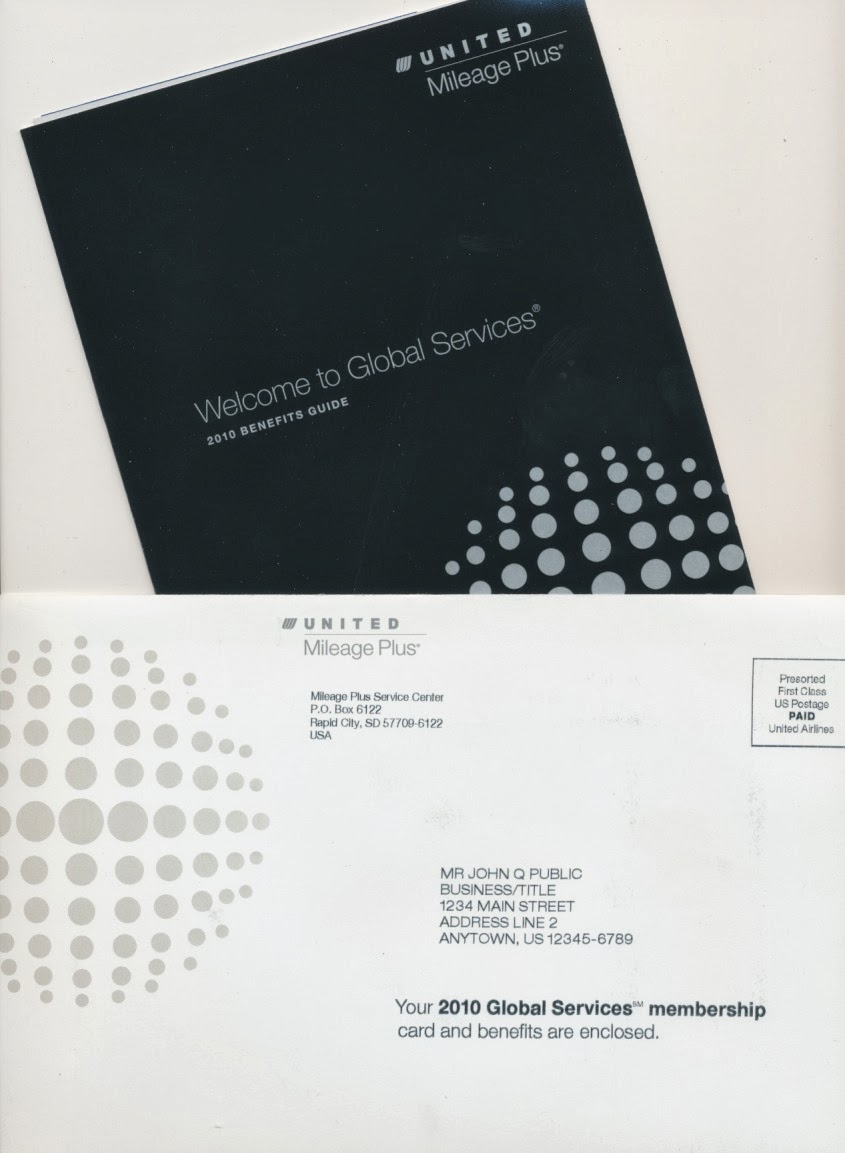 UNITED
Mileage Plus®
Welcome to Global Services®
2010 BENEFITS GUIDE
UNITED
Mileage Plus®
Mileage Plus Service Center
P.O. Box 6122
Rapid City, SD 57709-6122
USA
Presorted
First Class
US Postage
PAID
United Airlines
MR JOHN Q PUBLIC
BUSINESS/TITLE
1234 MAIN STREET
ADDRESS LINE 2
ANYTOWN, US 12345-6789
Your 2010 Global Services℠ membership
card and benefits are enclosed.